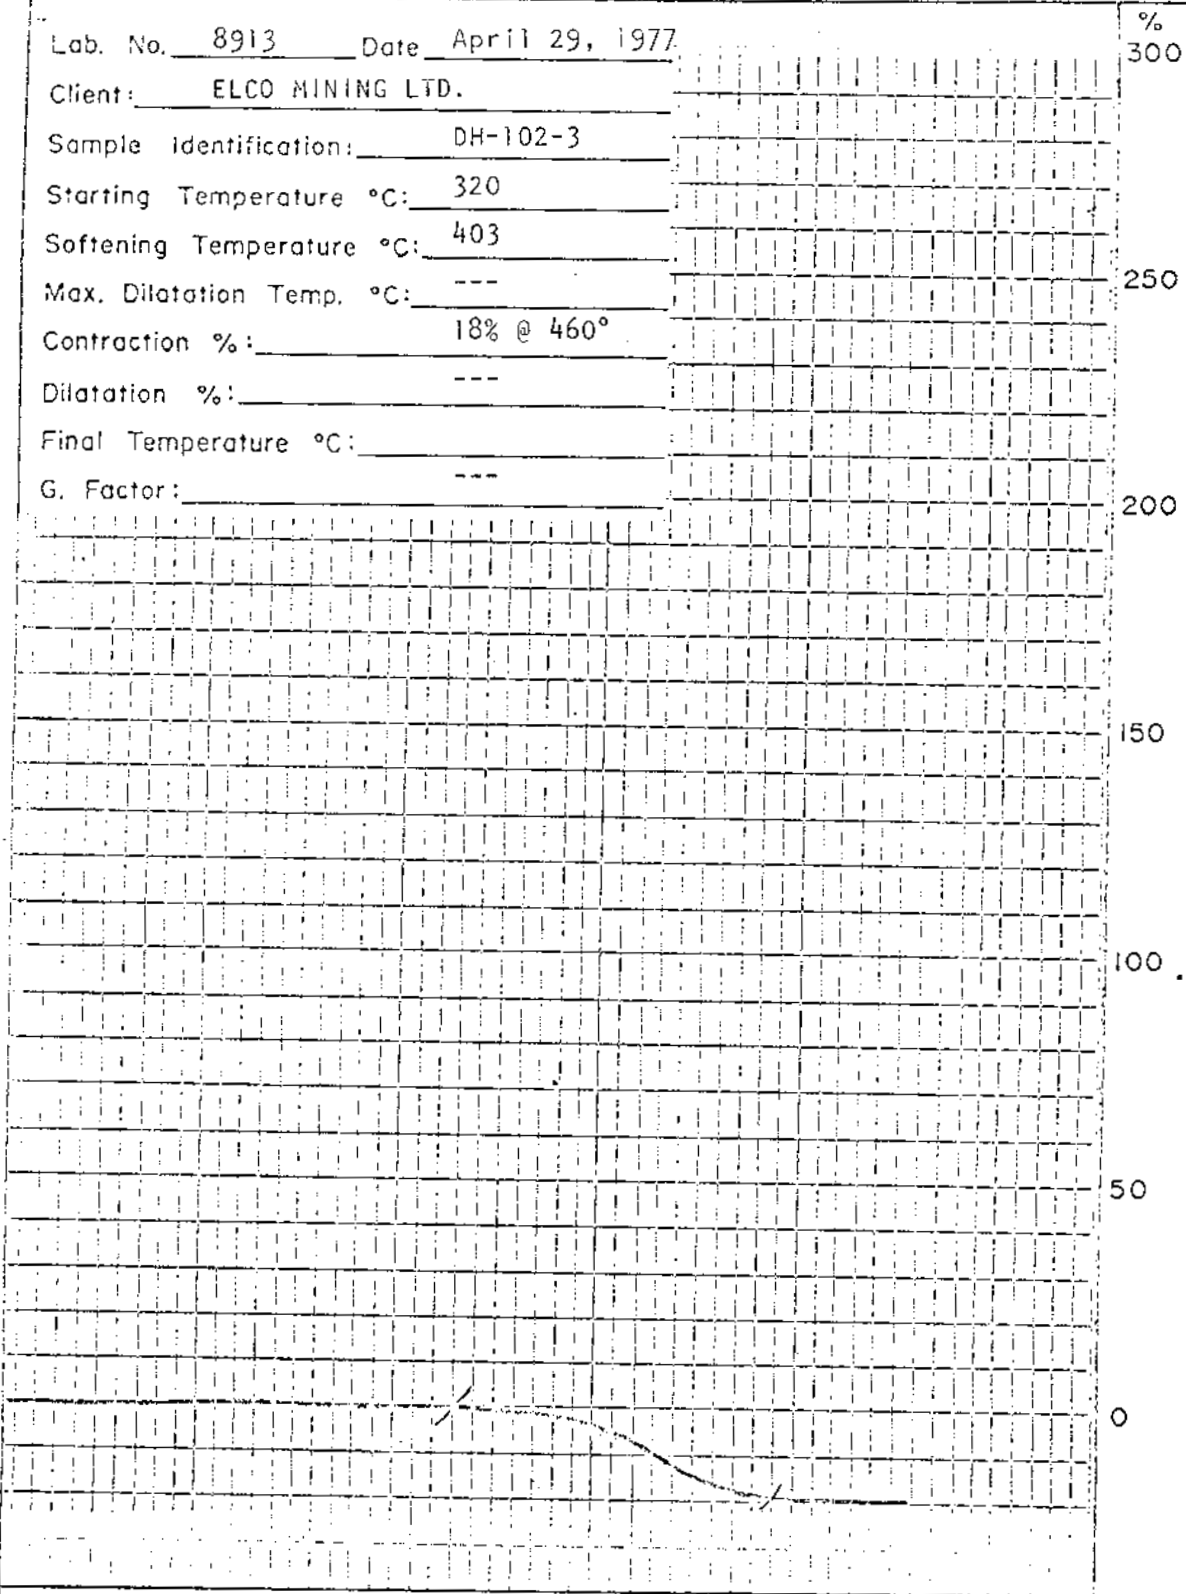 Lab. No. 8913 Date April 29, 1977
Client: ELCO MINING LTD.
Sample Identification: DH-102-3
Starting Temperature °C: 320
Softening Temperature °C: 403
Max. Dilatation Temp. °C: ---
Contraction %: 18% @ 460°
Dilatation %: ---
Final Temperature °C:
G. Factor: ---
%
300
250
200
150
100
50
0